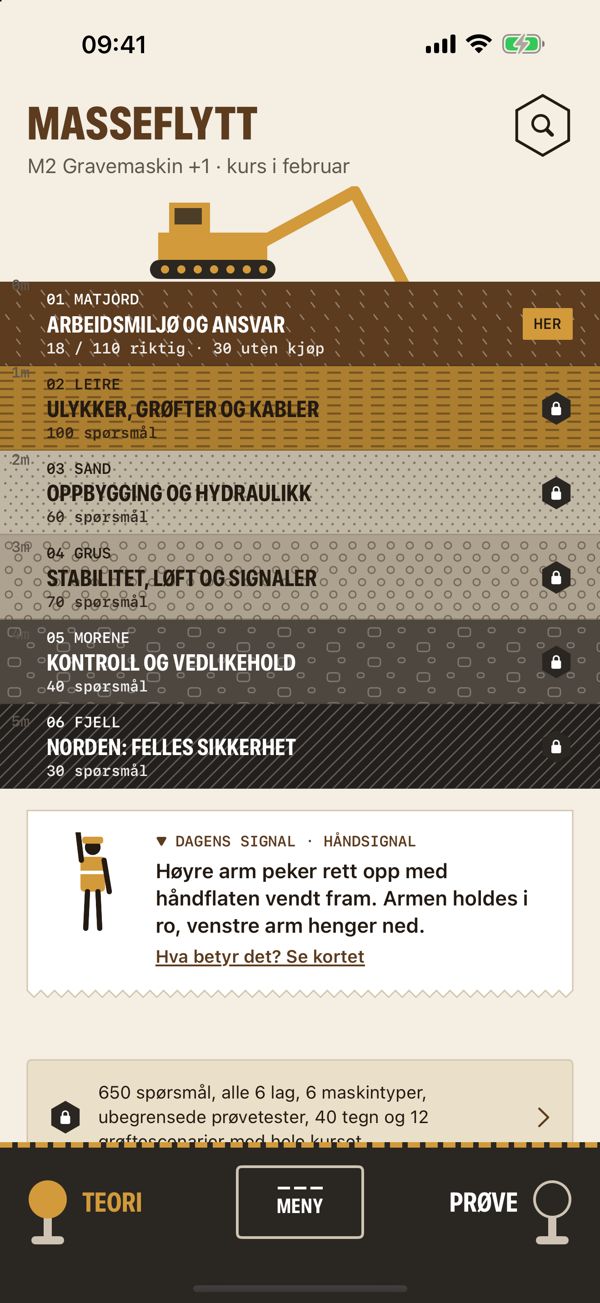 09:41
MASSEFLYTT
M2 Gravemaskin +1 · kurs i februar
0m
01 MATJORD
ARBEIDSMILJØ OG ANSVAR
18 / 110 riktig · 30 uten kjøp
HER
1m
02 LEIRE
ULYKKER, GRØFTER OG KABLER
100 spørsmål
2m
03 SAND
OPPBYGGING OG HYDRAULIKK
60 spørsmål
3m
04 GRUS
STABILITET, LØFT OG SIGNALER
70 spørsmål
4m
05 MORENE
KONTROLL OG VEDLIKEHOLD
40 spørsmål
5m
06 FJELL
NORDEN: FELLES SIKKERHET
30 spørsmål
▼ DAGENS SIGNAL · HÅNDSIGNAL
Høyre arm peker rett opp med
håndflaten vendt fram. Armen holdes i
ro, venstre arm henger ned.
Hva betyr det? Se kortet
650 spørsmål, alle 6 lag, 6 maskintyper,
ubegrensede prøvetester, 40 tegn og 12
grøftescenarier med hele kurset
TEORI
MENY
PRØVE